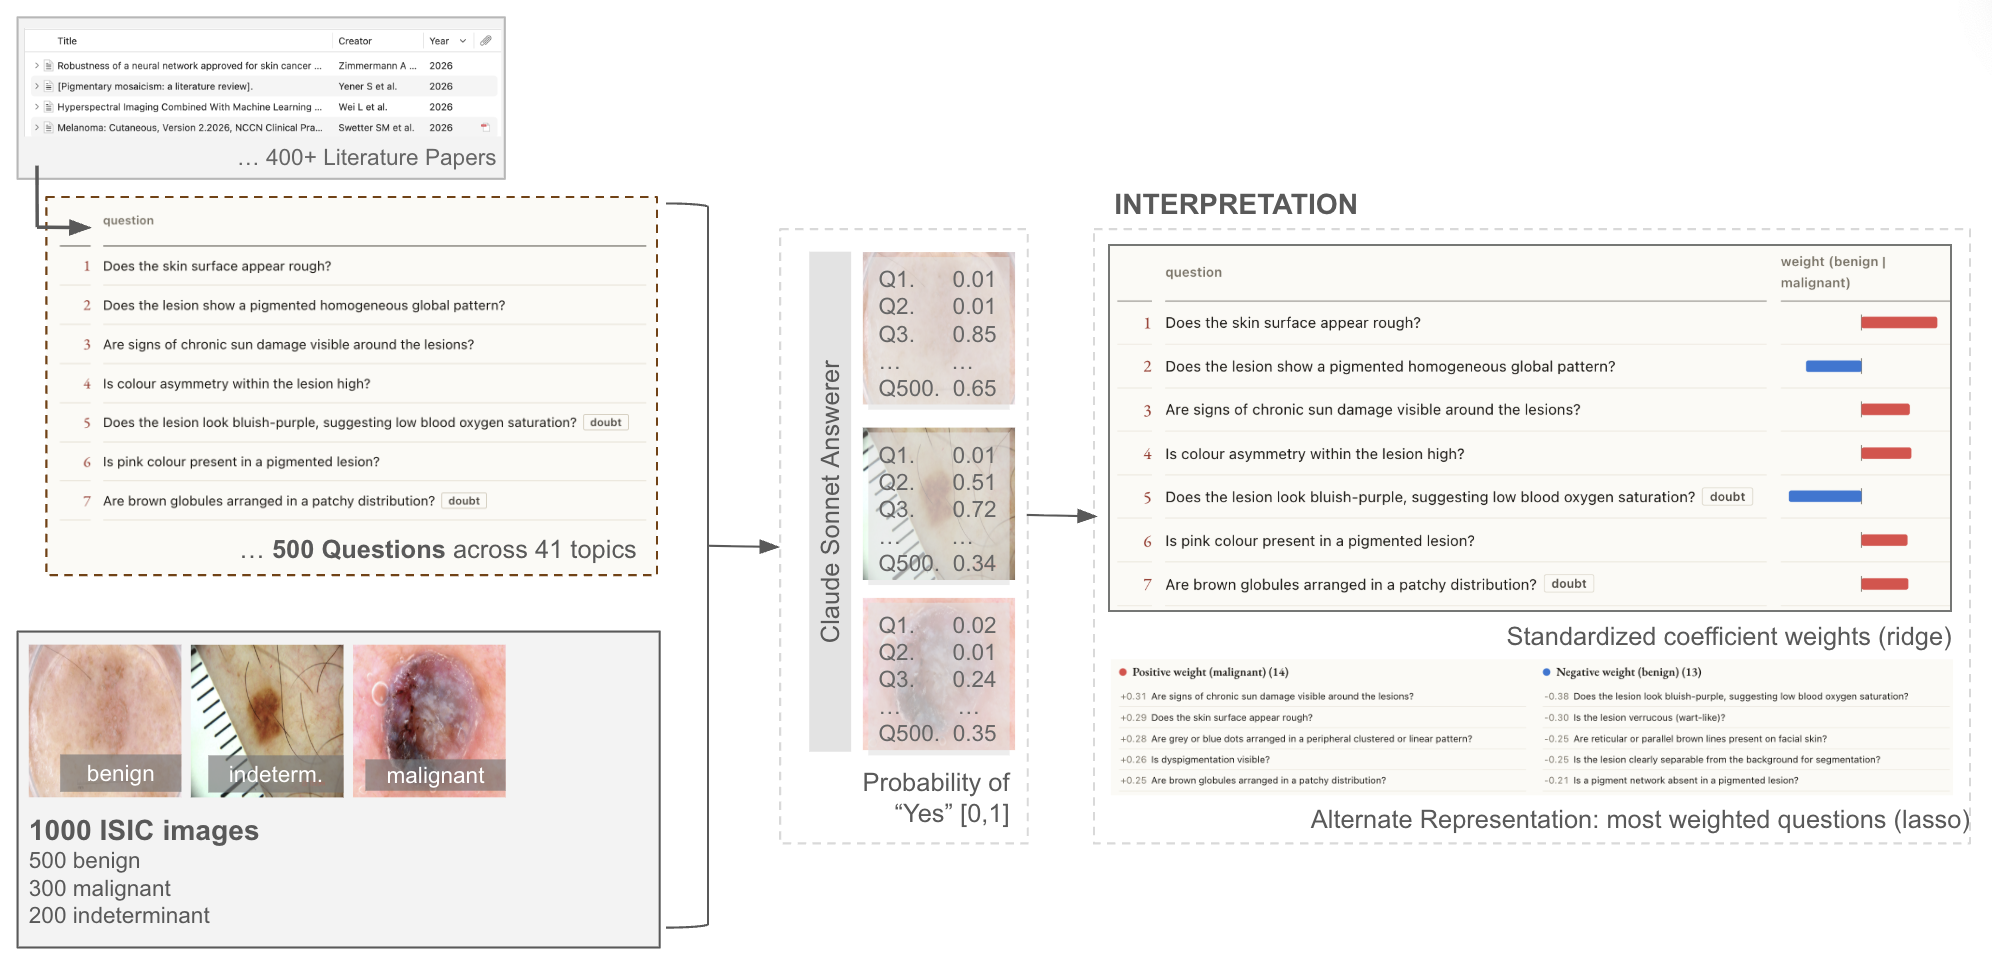 Title Creator Year
Robustness of a neural network approved for skin cancer ... Zimmermann A ... 2026
[Pigmentary mosaicism: a literature review]. Yener S et al. 2026
Hyperspectral Imaging Combined With Machine Learning ... Wei L et al. 2026
Melanoma: Cutaneous, Version 2.2026, NCCN Clinical Pra... Swetter SM et al. 2026
... 400+ Literature Papers
question
1 Does the skin surface appear rough?
2 Does the lesion show a pigmented homogeneous global pattern?
3 Are signs of chronic sun damage visible around the lesions?
4 Is colour asymmetry within the lesion high?
5 Does the lesion look bluish-purple, suggesting low blood oxygen saturation? doubt
6 Is pink colour present in a pigmented lesion?
7 Are brown globules arranged in a patchy distribution? doubt
... 500 Questions across 41 topics
benign
indeterm.
malignant
1000 ISIC images
500 benign
300 malignant
200 indeterminant
Claude Sonnet Answerer
Q1. 0.01
Q2. 0.01
Q3. 0.85
... ...
Q500. 0.65
Q1. 0.01
Q2. 0.51
Q3. 0.72
... ...
Q500. 0.34
Q1. 0.02
Q2. 0.01
Q3. 0.24
... ...
Q500. 0.35
Probability of
“Yes” [0,1]
INTERPRETATION
question weight (benign |
malignant)
1 Does the skin surface appear rough?
2 Does the lesion show a pigmented homogeneous global pattern?
3 Are signs of chronic sun damage visible around the lesions?
4 Is colour asymmetry within the lesion high?
5 Does the lesion look bluish-purple, suggesting low blood oxygen saturation? doubt
6 Is pink colour present in a pigmented lesion?
7 Are brown globules arranged in a patchy distribution? doubt
Standardized coefficient weights (ridge)
Positive weight (malignant) (14)
+0.31 Are signs of chronic sun damage visible around the lesions?
+0.29 Does the skin surface appear rough?
+0.28 Are grey or blue dots arranged in a peripheral clustered or linear pattern?
+0.26 Is dyspigmentation visible?
+0.25 Are brown globules arranged in a patchy distribution?
Negative weight (benign) (13)
-0.38 Does the lesion look bluish-purple, suggesting low blood oxygen saturation?
-0.30 Is the lesion verrucous (wart-like)?
-0.25 Are reticular or parallel brown lines present on facial skin?
-0.25 Is the lesion clearly separable from the background for segmentation?
-0.21 Is a pigment network absent in a pigmented lesion?
Alternate Representation: most weighted questions (lasso)